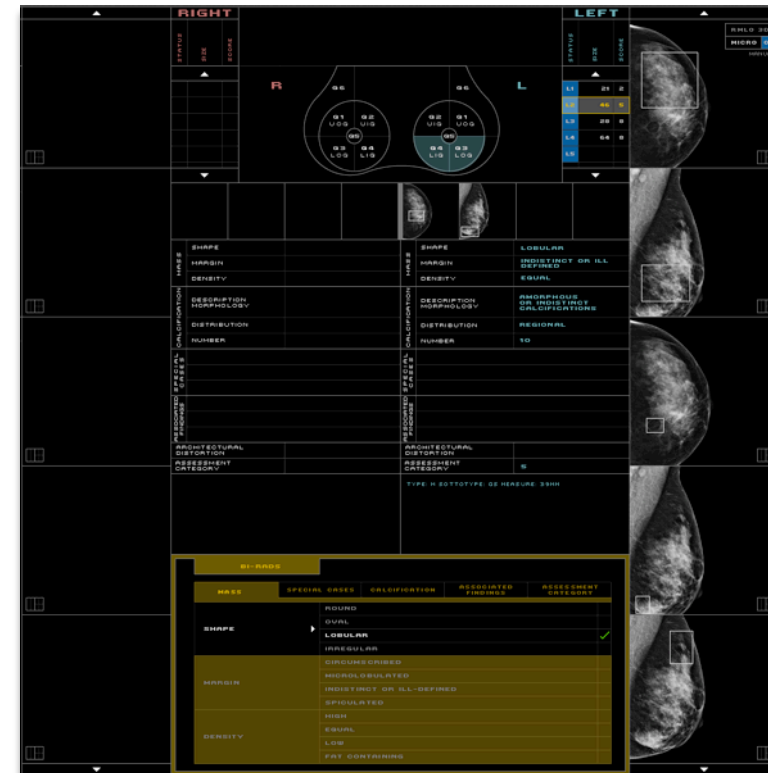 RIGHT
LEFT
STATUS
SIZE
SCORE
STATUS
SIZE
SCORE
RMLO 3D
MICRO
R
L
Q6
Q6
Q1
UOQ
Q2
UIQ
Q2
UIQ
Q1
UOQ
Q5
Q5
Q3
LOQ
Q4
LIQ
Q4
LIQ
Q3
LOQ
L1 21 2
L2 46 5
L3 28 8
L4 64 8
L5
MASS
SHAPE
MARGIN
DENSITY
MASS
SHAPE LOBULAR
MARGIN INDISTINCT OR ILL
DEFINED
DENSITY EQUAL
CALCIFICATION
DESCRIPTION
MORPHOLOGY
DISTRIBUTION
NUMBER
CALCIFICATION
DESCRIPTION
MORPHOLOGY
AMORPHOUS
OR INDISTINCT
CALCIFICATIONS
DISTRIBUTION REGIONAL
NUMBER 10
SPECIAL
CASES
SPECIAL
CASES
ASSOCIATED
FINDINGS
ASSOCIATED
FINDINGS
ARCHITECTURAL
DISTORTION
ARCHITECTURAL
DISTORTION
ASSESSMENT
CATEGORY
ASSESSMENT
CATEGORY
5
TYPE: M SOTTOTYPE: QS MEASURE: 35MM
BI-RADS
MASS
SPECIAL CASES
CALCIFICATION
ASSOCIATED
FINDINGS
ASSESSMENT
CATEGORY
SHAPE
ROUND
OVAL
LOBULAR
IRREGULAR
MARGIN
CIRCUMSCRIBED
MICROLOBULATED
INDISTINCT OR ILL-DEFINED
SPICULATED
DENSITY
HIGH
EQUAL
LOW
FAT CONTAINING